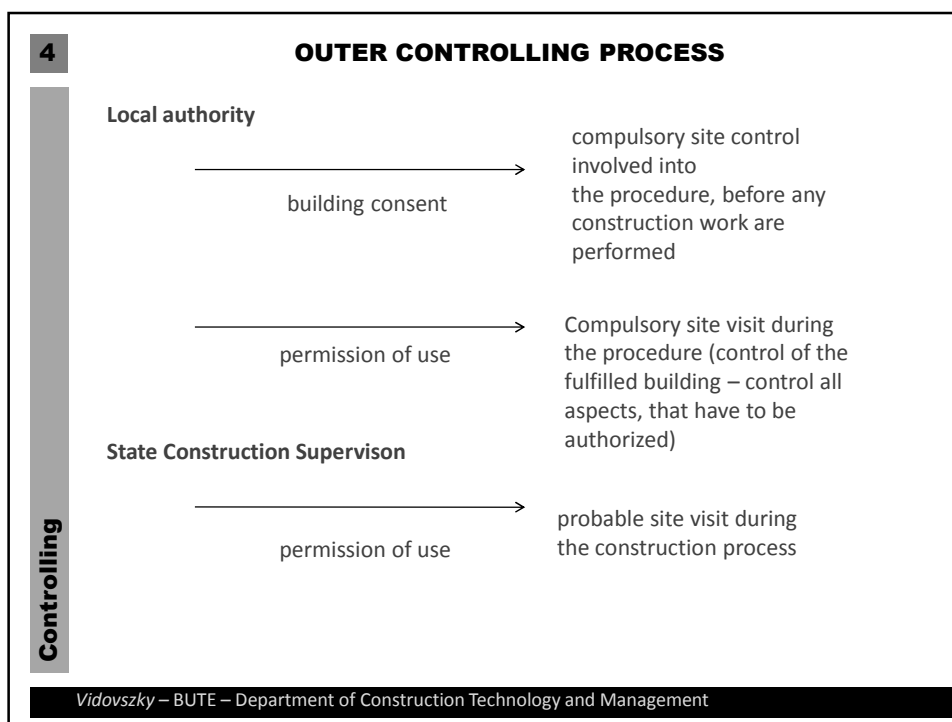 4
OUTER CONTROLLING PROCESS
Controlling
Local authority
building consent
compulsory site control
involved into
the procedure, before any
construction work are
performed
permission of use
Compulsory site visit during
the procedure (control of the
fulfilled building – control all
aspects, that have to be
authorized)
State Construction Supervison
permission of use
probable site visit during
the construction process
Vidovszky – BUTE – Department of Construction Technology and Management